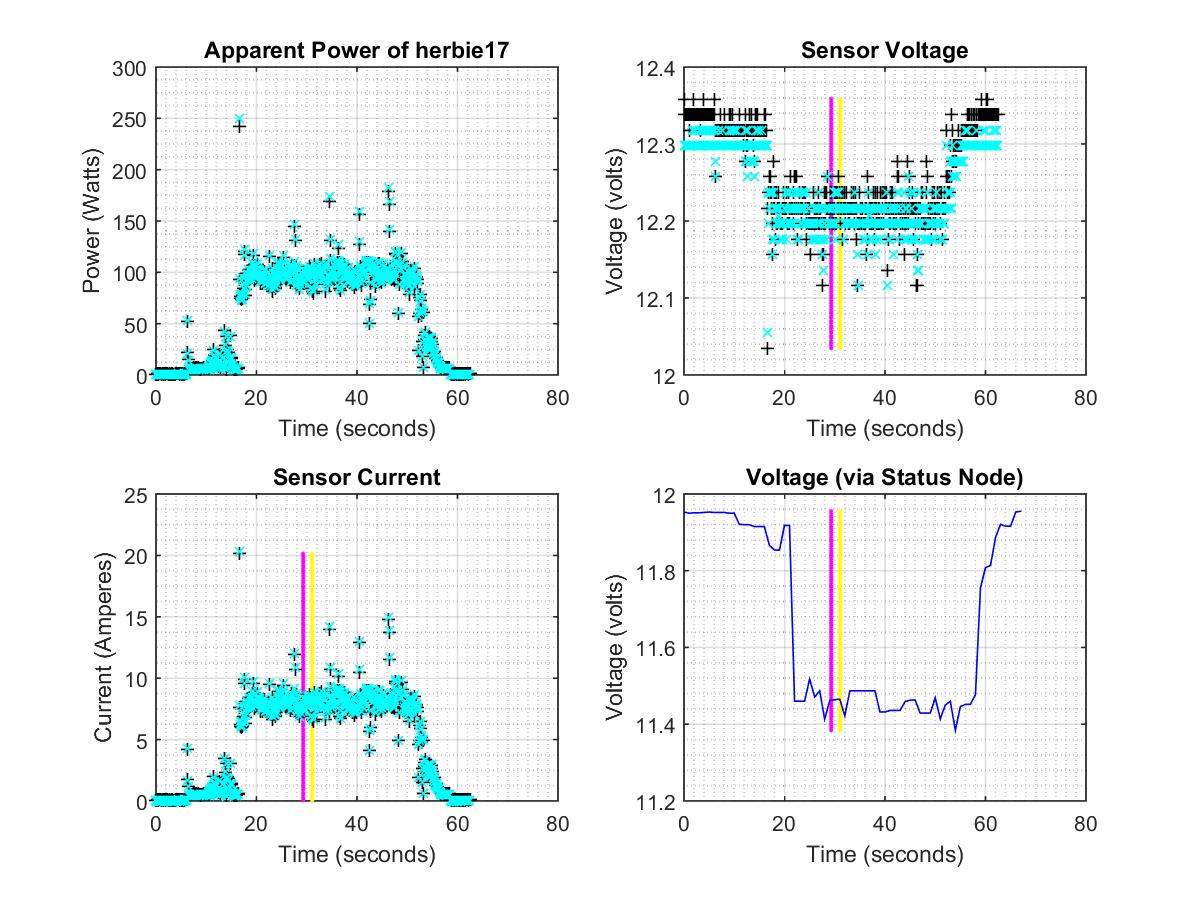 Apparent Power of herbie17
300
250
200
150
100
50
0
Power (Watts)
0 20 40 60 80
Time (seconds)
Sensor Voltage
12.4
12.3
12.2
12.1
12
Voltage (volts)
0 20 40 60 80
Time (seconds)
Sensor Current
25
20
15
10
5
0
Current (Amperes)
0 20 40 60 80
Time (seconds)
Voltage (via Status Node)
12
11.8
11.6
11.4
11.2
Voltage (volts)
0 20 40 60 80
Time (seconds)